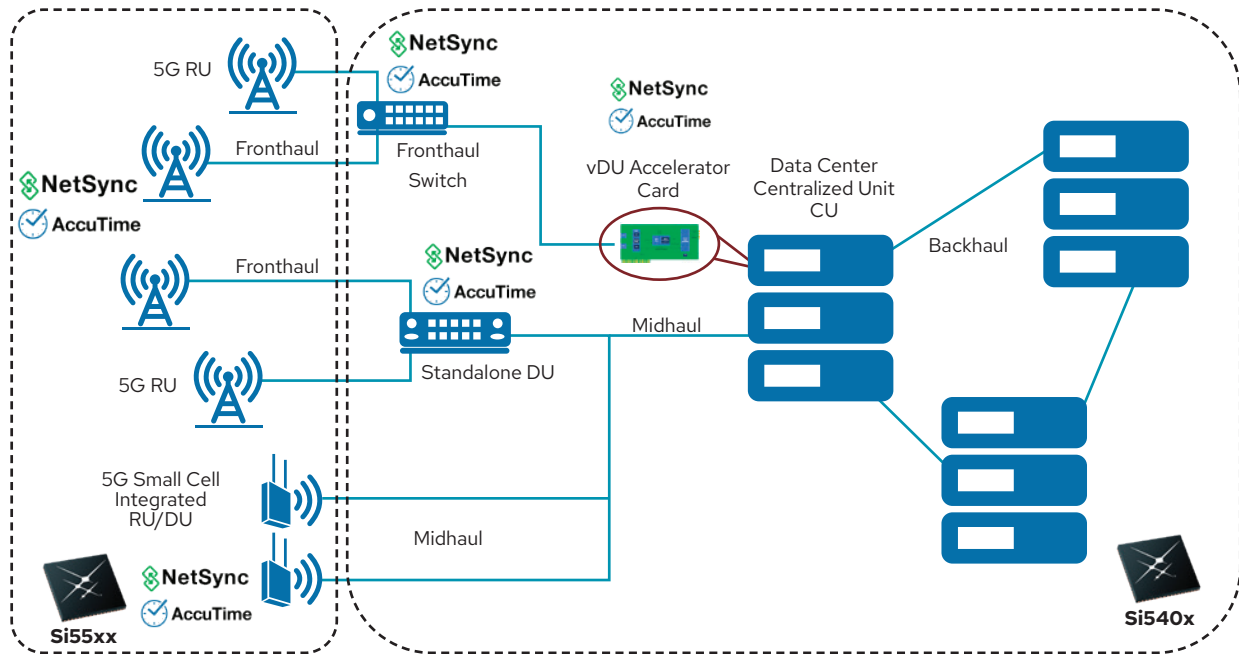 5G RU
NetSync
AccuTime
Fronthaul
NetSync
AccuTime
Fronthaul
Switch
NetSync
AccuTime
vDU Accelerator
Card
Data Center
Centralized Unit
CU
Backhaul
NetSync
AccuTime
Fronthaul
NetSync
AccuTime
Midhaul
5G RU
Standalone DU
5G Small Cell
Integrated
RU/DU
Midhaul
NetSync
AccuTime
Si55xx
Si540x